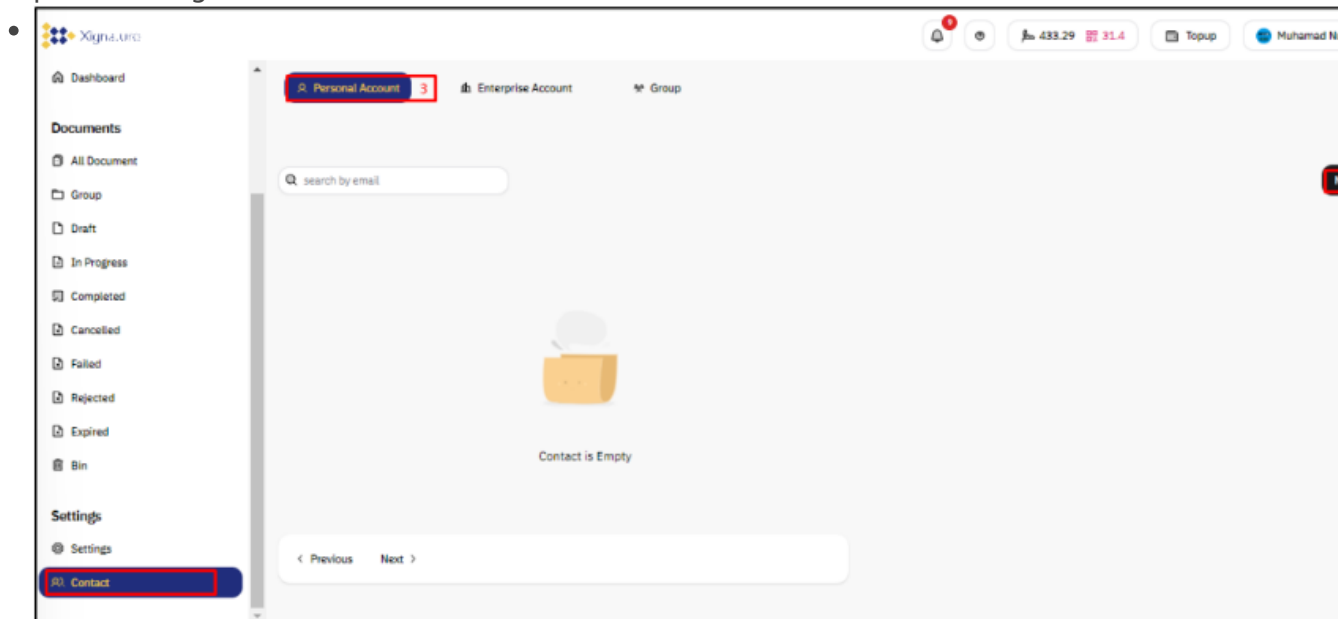 Xignature
9
433.29 31.4
Topup
Muhamad N
Dashboard
Personal Account 3
Enterprise Account
Group
Documents
All Document
search by email
Group
Draft
In Progress
Completed
Cancelled
Failed
Rejected
Expired
Contact is Empty
Bin
Settings
Settings
< Previous Next >
Contact